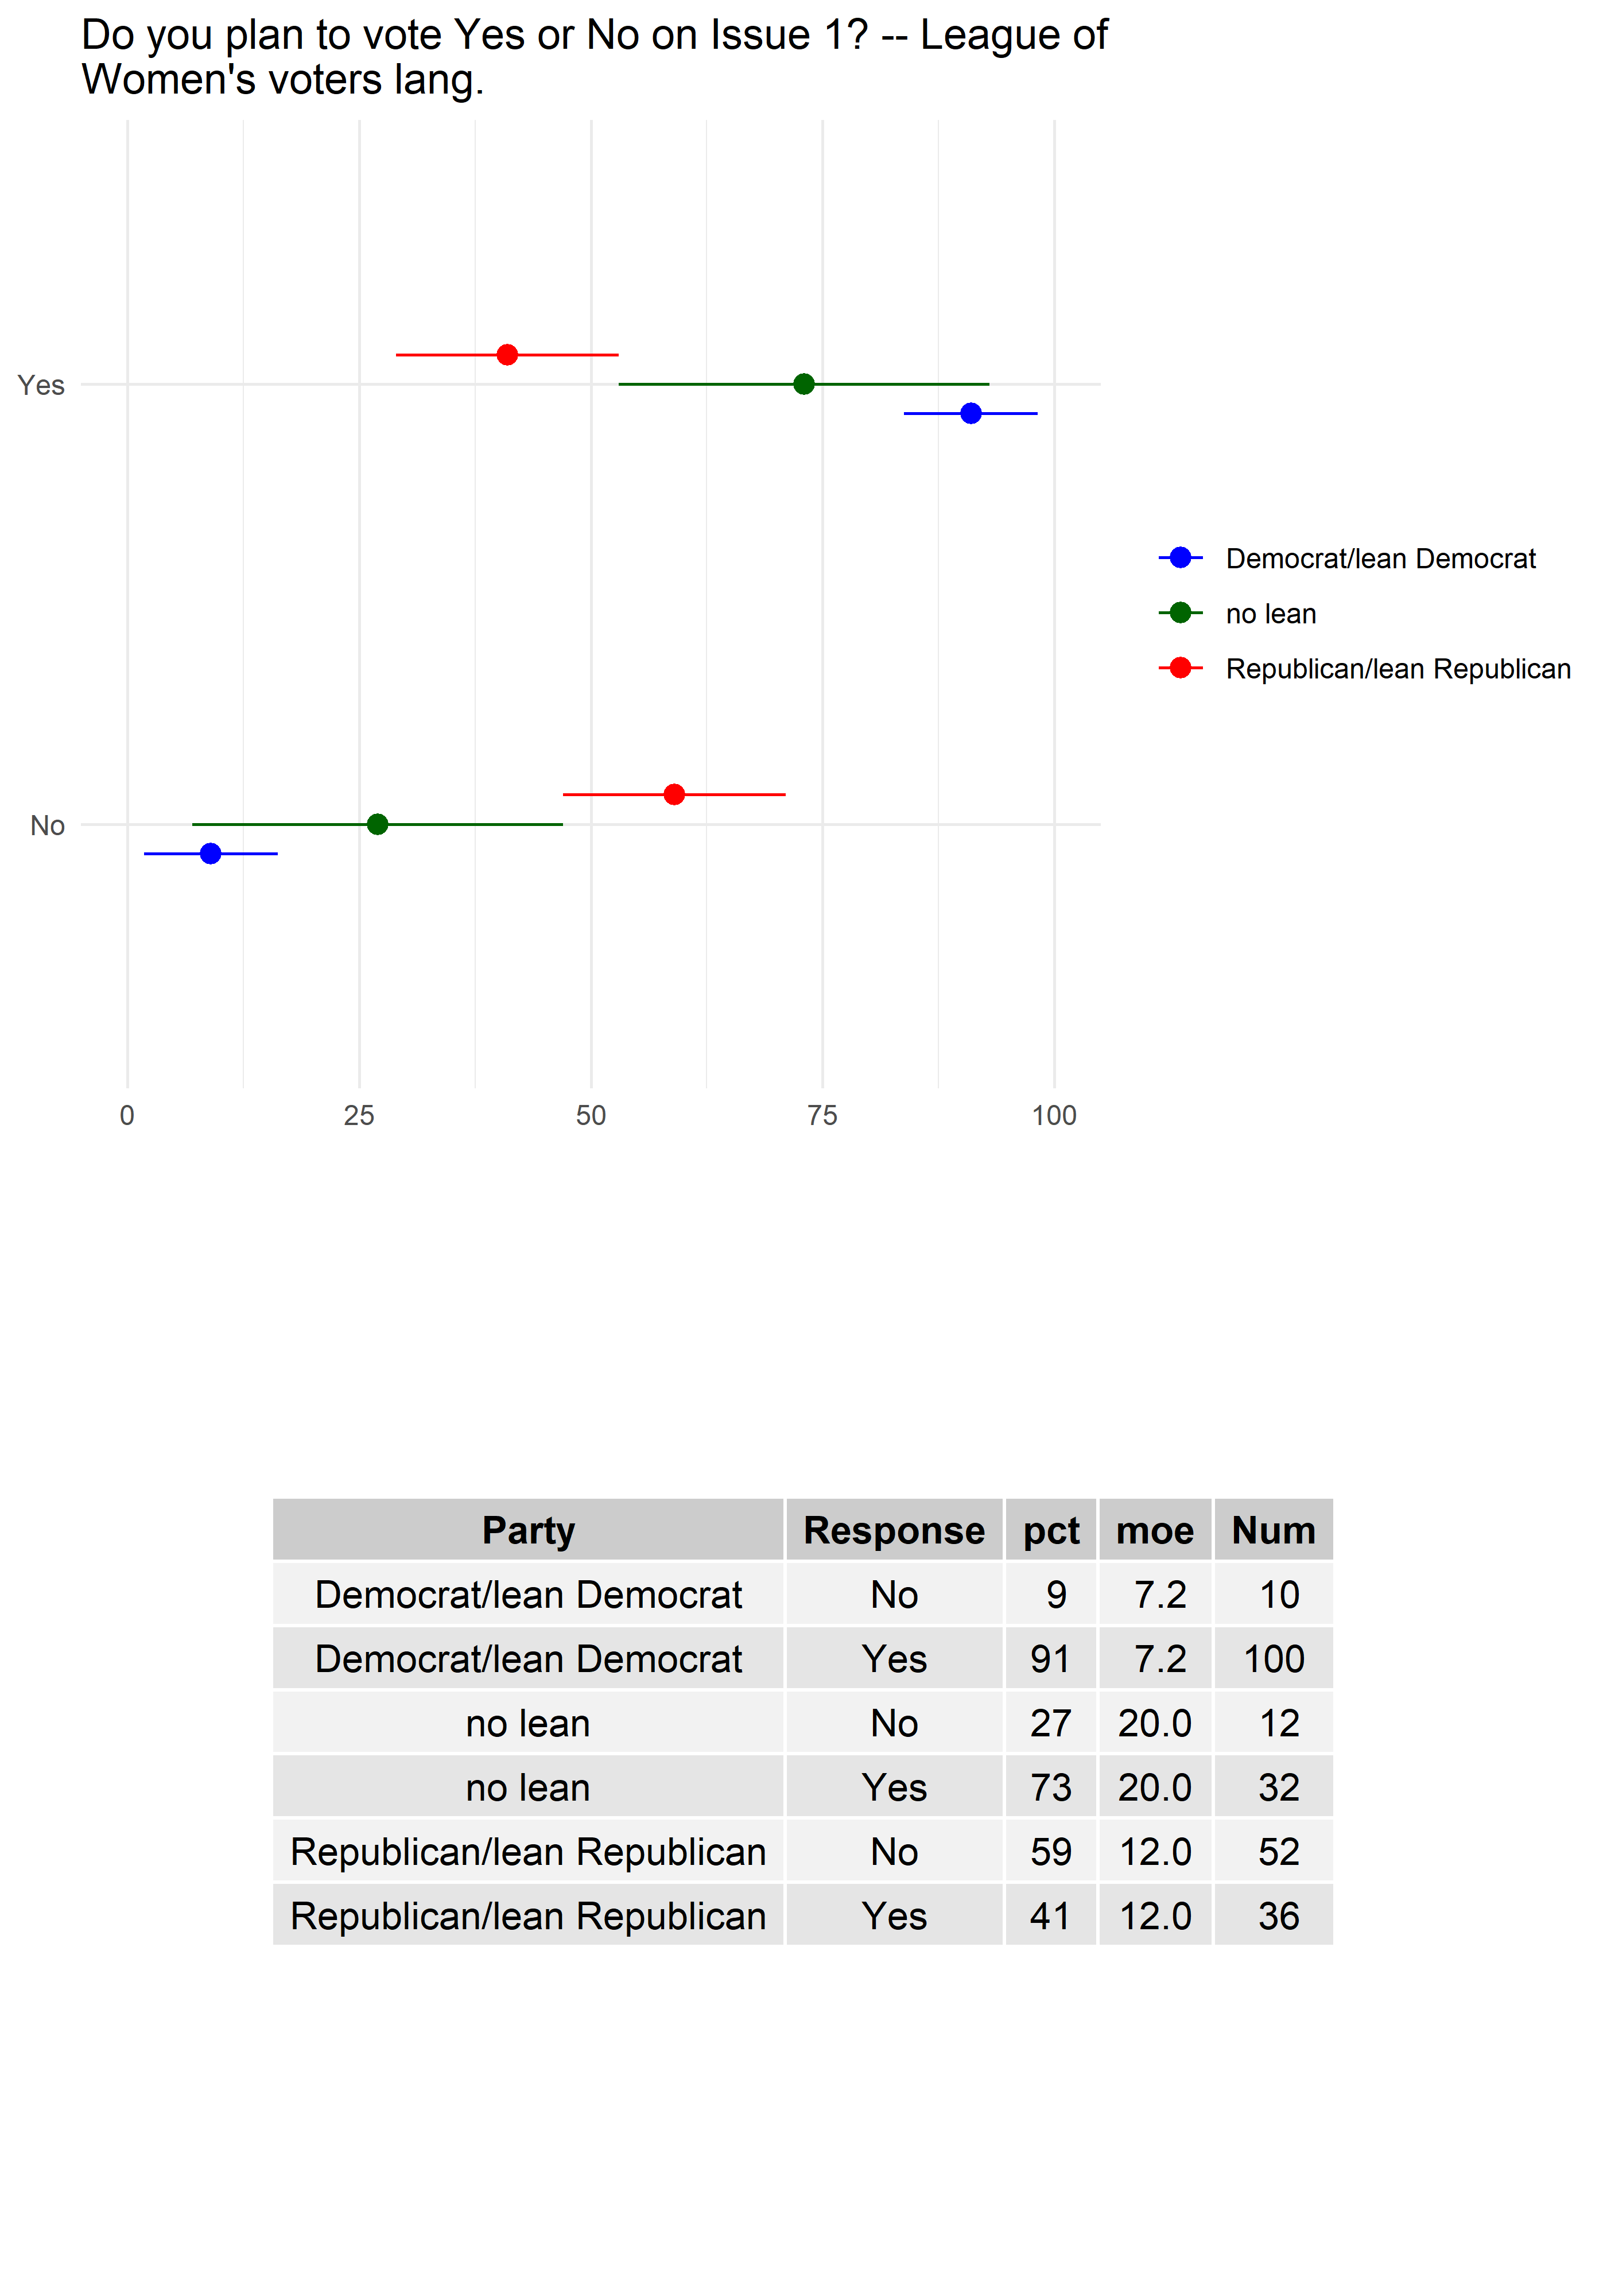 Do you plan to vote Yes or No on Issue 1? -- League of
Women's voters lang.
Yes
No
0 25 50 75 100
Democrat/lean Democrat
no lean
Republican/lean Republican
Party Response pct moe Num
Democrat/lean Democrat No 9 7.2 10
Democrat/lean Democrat Yes 91 7.2 100
no lean No 27 20.0 12
no lean Yes 73 20.0 32
Republican/lean Republican No 59 12.0 52
Republican/lean Republican Yes 41 12.0 36